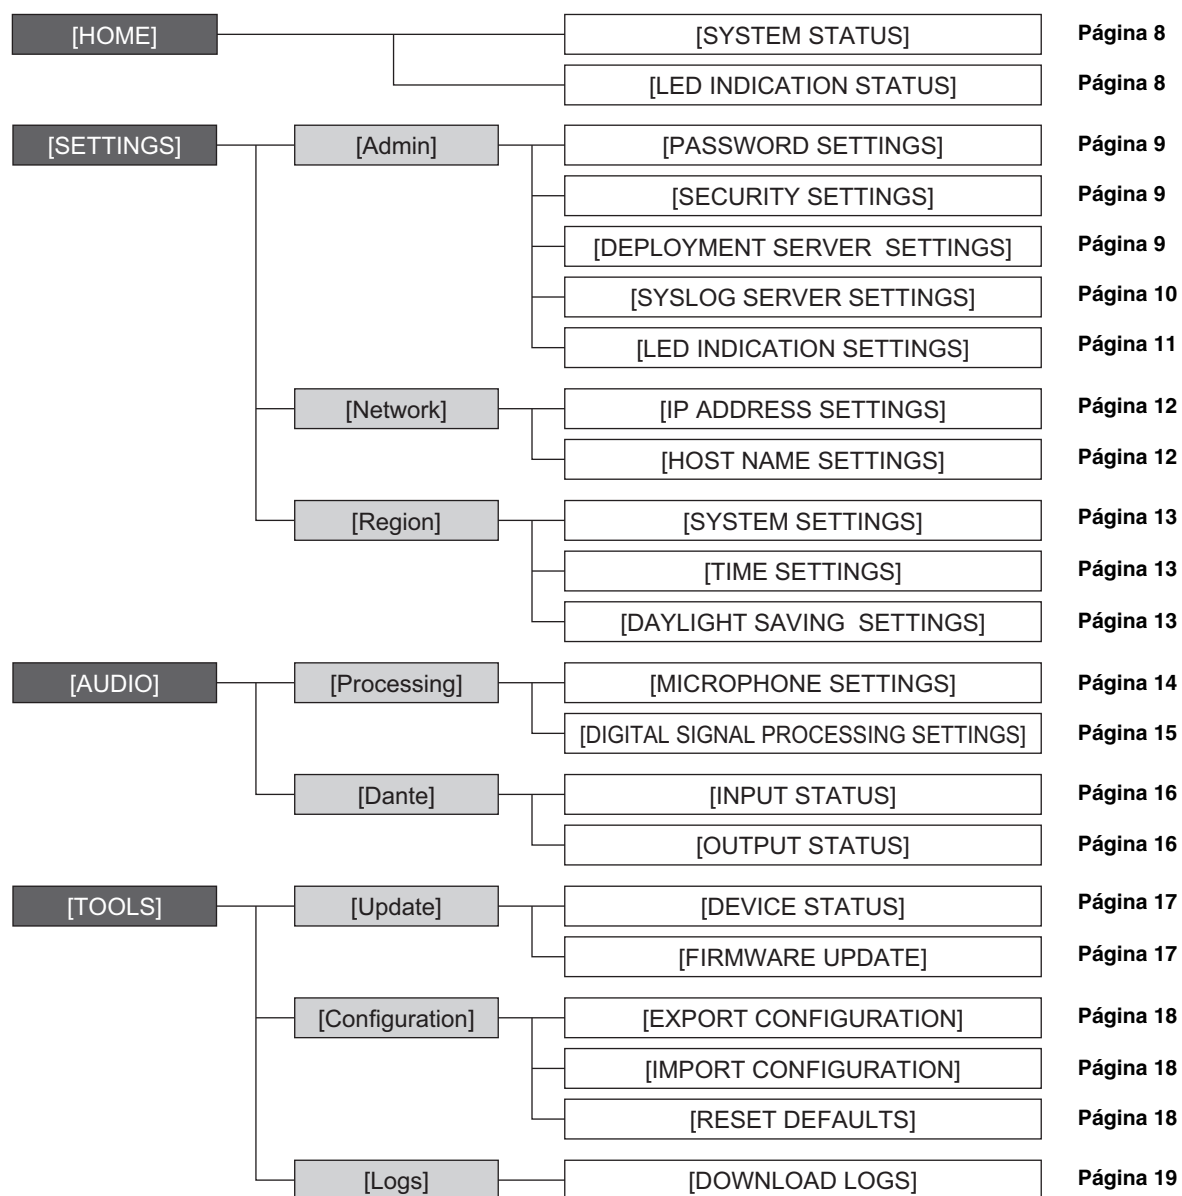 [HOME] [SYSTEM STATUS] Página 8
[LED INDICATION STATUS] Página 8
[SETTINGS] [Admin] [PASSWORD SETTINGS] Página 9
[SECURITY SETTINGS] Página 9
[DEPLOYMENT SERVER SETTINGS] Página 9
[SYSLOG SERVER SETTINGS] Página 10
[LED INDICATION SETTINGS] Página 11
[Network] [IP ADDRESS SETTINGS] Página 12
[HOST NAME SETTINGS] Página 12
[Region] [SYSTEM SETTINGS] Página 13
[TIME SETTINGS] Página 13
[DAYLIGHT SAVING SETTINGS] Página 13
[AUDIO] [Processing] [MICROPHONE SETTINGS] Página 14
[DIGITAL SIGNAL PROCESSING SETTINGS] Página 15
[Dante] [INPUT STATUS] Página 16
[OUTPUT STATUS] Página 16
[TOOLS] [Update] [DEVICE STATUS] Página 17
[FIRMWARE UPDATE] Página 17
[Configuration] [EXPORT CONFIGURATION] Página 18
[IMPORT CONFIGURATION] Página 18
[RESET DEFAULTS] Página 18
[Logs] [DOWNLOAD LOGS] Página 19